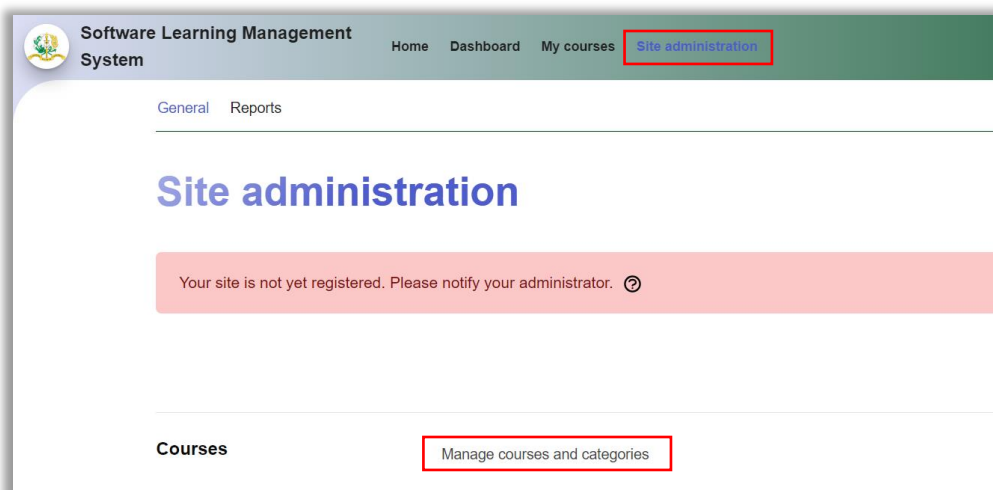 Software Learning Management
System
Home Dashboard My courses Site administration
General Reports
Site administration
Your site is not yet registered. Please notify your administrator.
Courses
Manage courses and categories